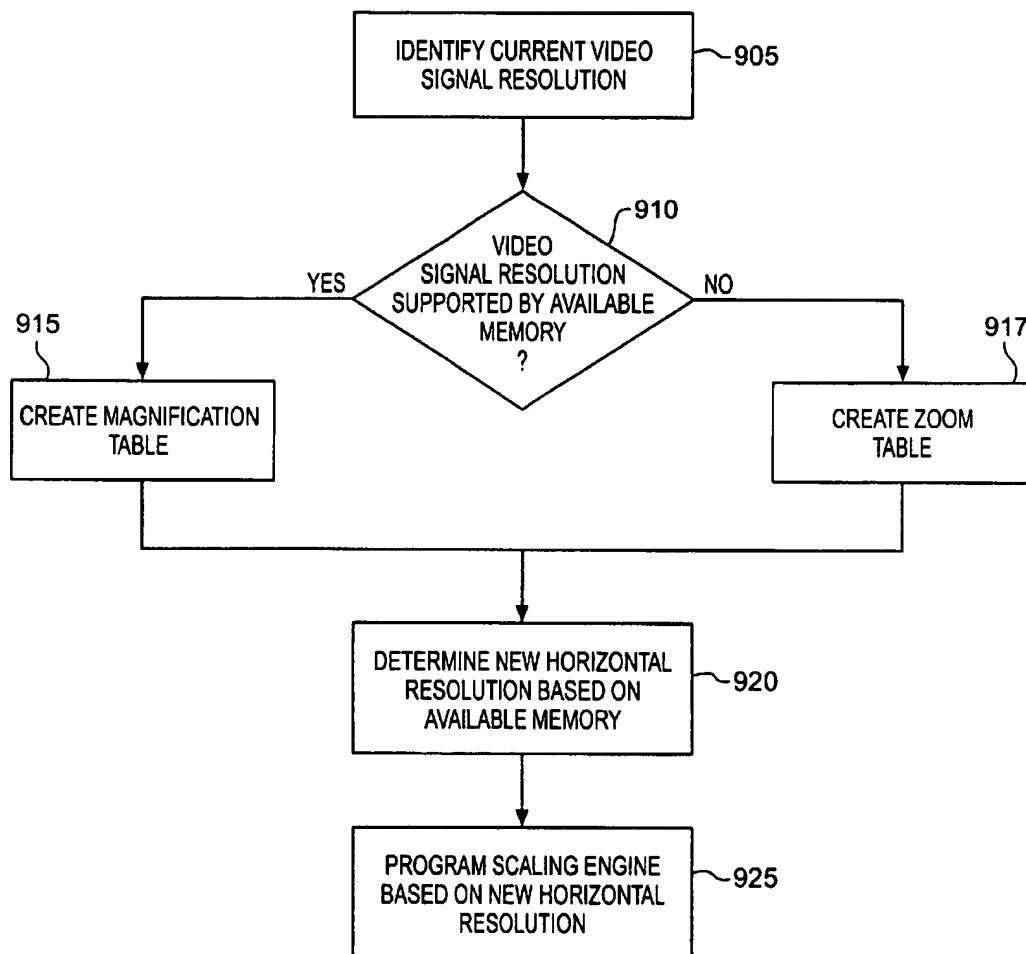 IDENTIFY CURRENT VIDEO
SIGNAL RESOLUTION
905
910
VIDEO
SIGNAL RESOLUTION
SUPPORTED BY AVAILABLE
MEMORY
?
YES
NO
915
CREATE MAGNIFICATION
TABLE
917
CREATE ZOOM
TABLE
DETERMINE NEW HORIZONTAL
RESOLUTION BASED ON
AVAILABLE MEMORY
920
PROGRAM SCALING ENGINE
BASED ON NEW HORIZONTAL
RESOLUTION
925